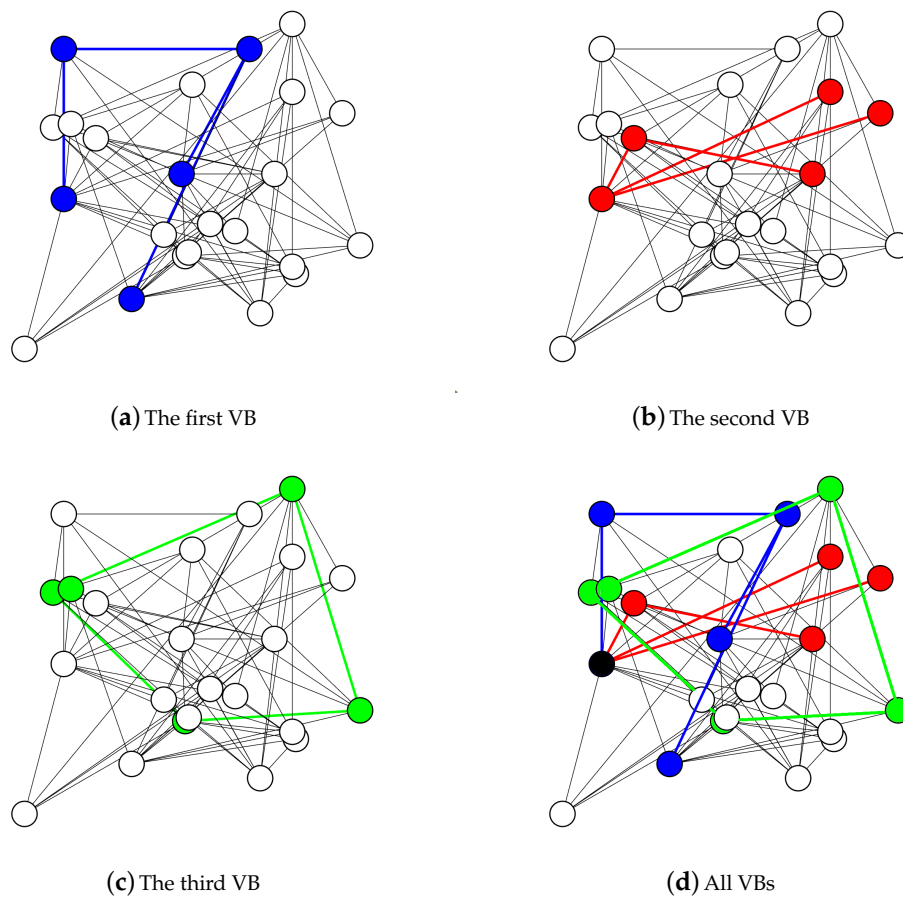 (a) The first VB
(b) The second VB
(c) The third VB
(d) All VBs